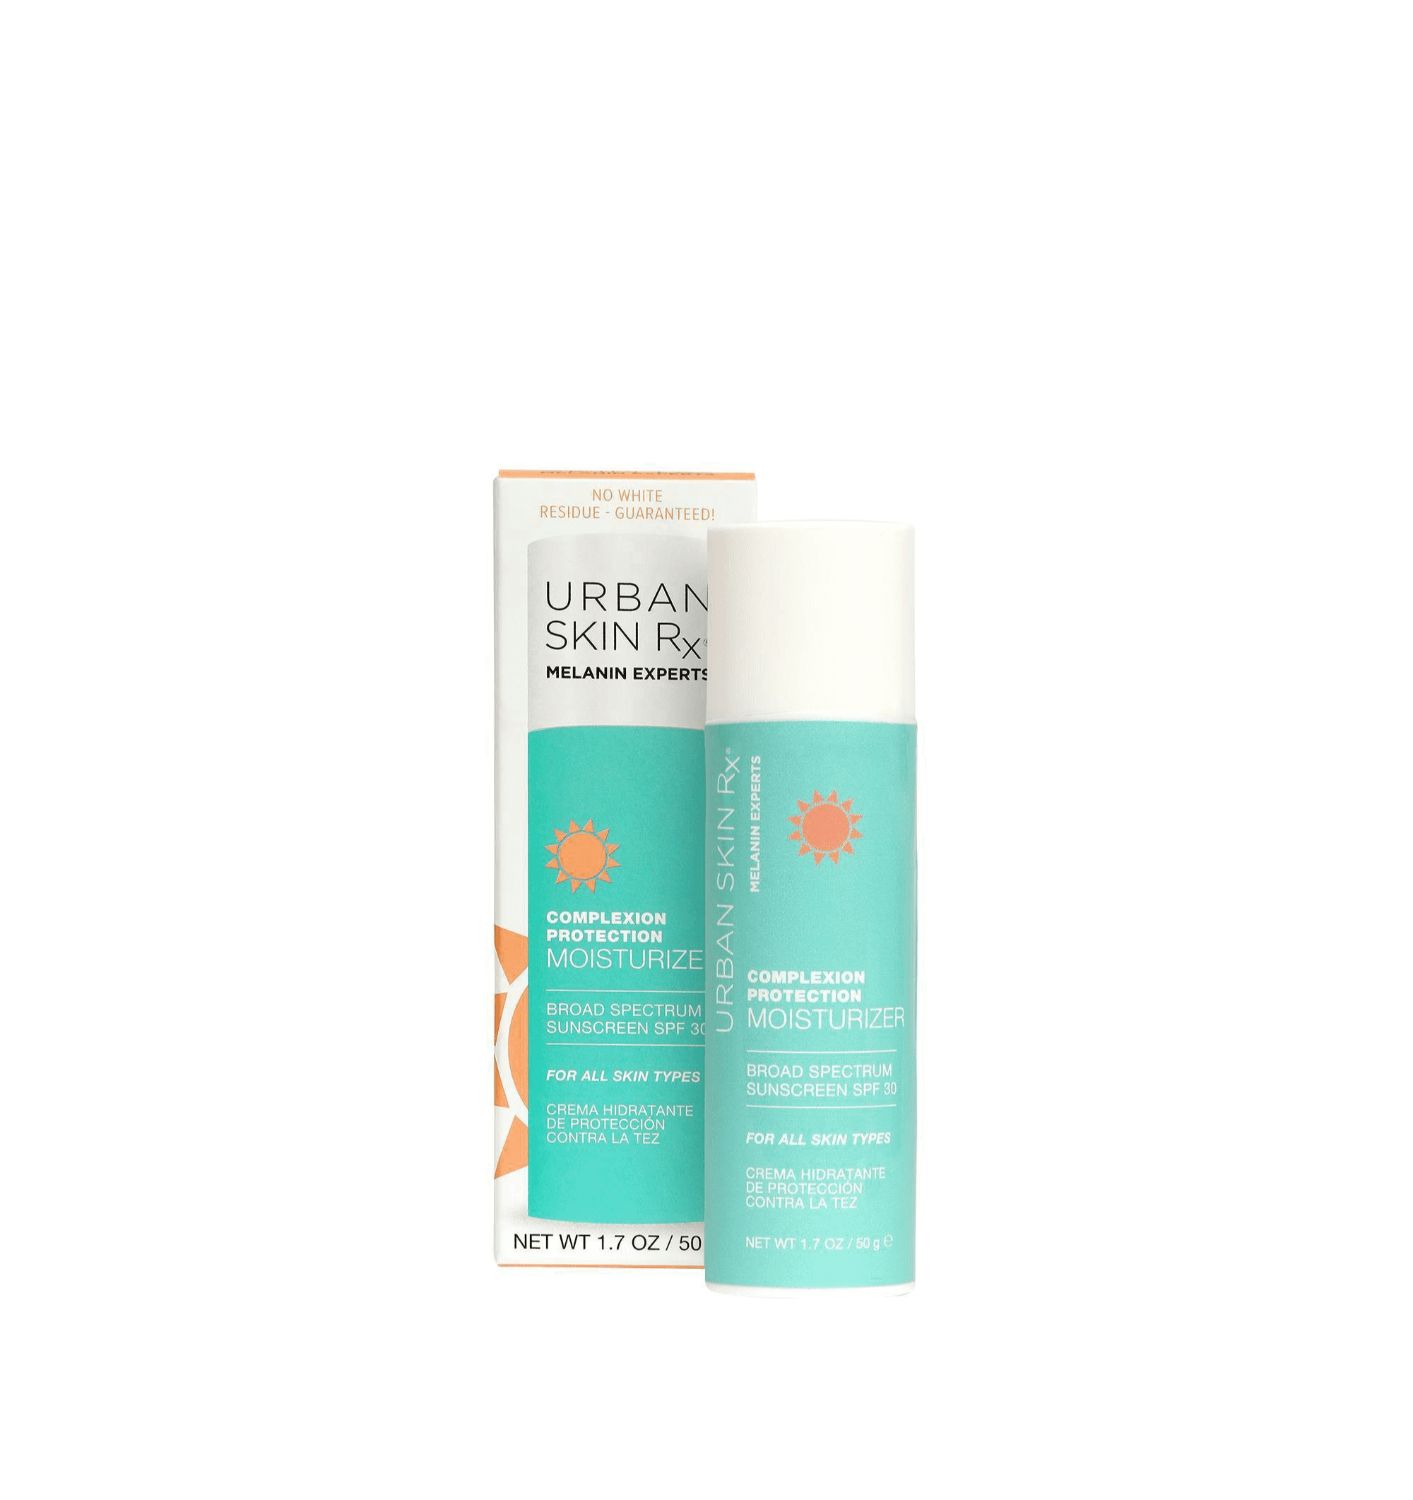 NO WHITE
RESIDUE - GUARANTEED!
URBAN
SKIN Rx
MELANIN EXPERTS
COMPLEXION
PROTECTION
MOISTURIZE
BROAD SPECTRUM
SUNSCREEN SPF 30
FOR ALL SKIN TYPES
CREMA HIDRATANTE
DE PROTECCIÓN
CONTRA LA TEZ
NET WT 1.7 OZ / 50
URBAN SKIN Rx®
MELANIN EXPERTS
COMPLEXION
PROTECTION
MOISTURIZER
BROAD SPECTRUM
SUNSCREEN SPF 30
FOR ALL SKIN TYPES
CREMA HIDRATANTE
DE PROTECCIÓN
CONTRA LA TEZ
NET WT 1.7 OZ / 50 g ℮